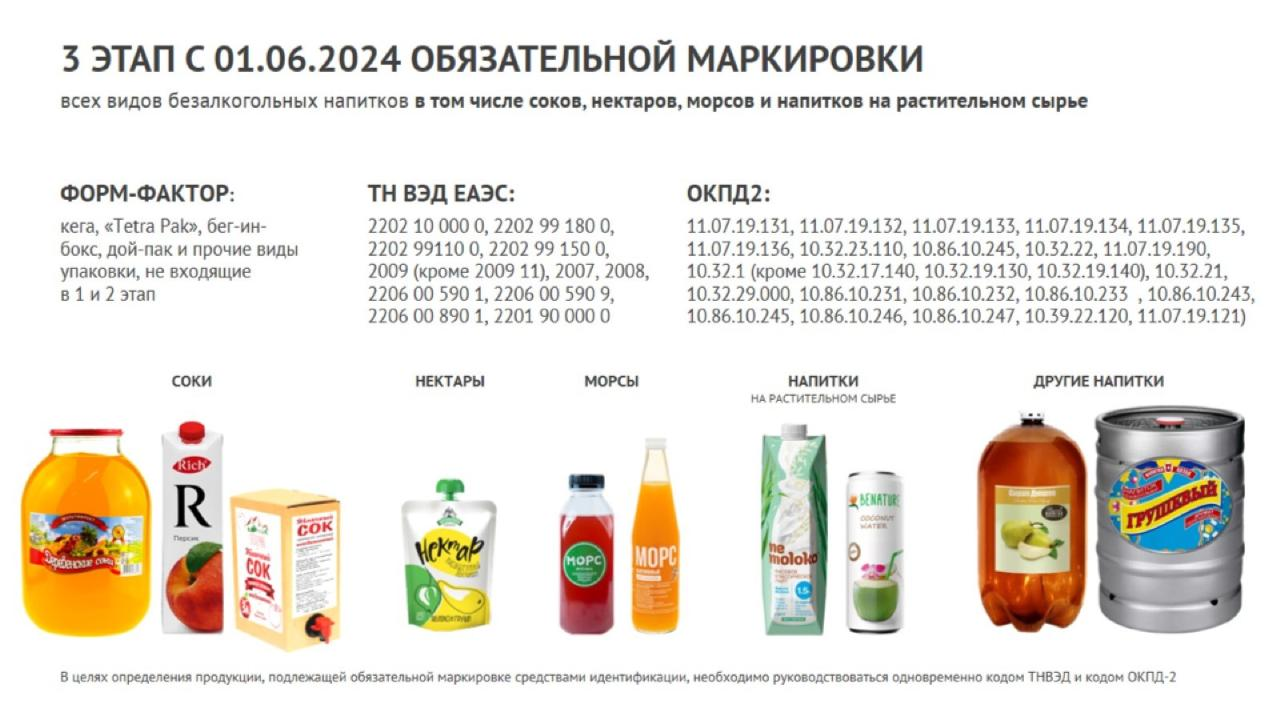 3 ЭТАП С 01.06.2024 ОБЯЗАТЕЛЬНОЙ МАРКИРОВКИ
всех видов безалкогольных напитков в том числе соков, нектаров, морсов и напитков на растительном сырье
ФОРМ-ФАКТОР:
кега, «Tetra Pak», бег-ин-
бокс, дой-пак и прочие виды
упаковки, не входящие
в 1 и 2 этап
ТН ВЭД ЕАЭС:
2202 10 000 0, 2202 99 180 0,
2202 99110 0, 2202 99 150 0,
2009 (кроме 2009 11), 2007, 2008,
2206 00 590 1, 2206 00 590 9,
2206 00 890 1, 2201 90 000 0
ОКПД2:
11.07.19.131, 11.07.19.132, 11.07.19.133, 11.07.19.134, 11.07.19.135,
11.07.19.136, 10.32.23.110, 10.86.10.245, 10.32.22, 11.07.19.190,
10.32.1 (кроме 10.32.17.140, 10.32.19.130, 10.32.19.140), 10.32.21,
10.32.29.000, 10.86.10.231, 10.86.10.232, 10.86.10.233 , 10.86.10.243,
10.86.10.245, 10.86.10.246, 10.86.10.247, 10.39.22.120, 11.07.19.121)
СОКИ
Rich
R
Персик
Яблочный
СОК
СОК
НЕКТАРЫ
Нектар
МОРСЫ
МОРС
МОРС
НАПИТКИ
НА РАСТИТЕЛЬНОМ СЫРЬЕ
ne
moloko
1.5
BENATURE
COCONUT
WATER
ДРУГИЕ НАПИТКИ
ГРУШЕВЫЙ
В целях определения продукции, подлежащей обязательной маркировке средствами идентификации, необходимо руководствоваться одновременно кодом ТНВЭД и кодом ОКПД-2